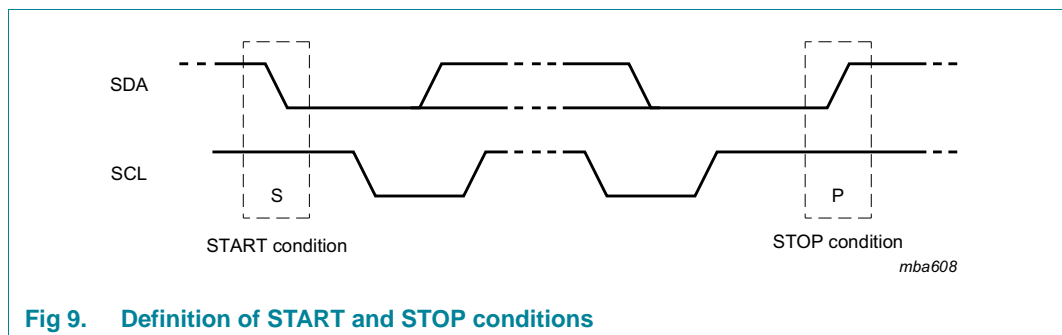 SDA
SCL
S
P
START condition
STOP condition
mba608
Fig 9. Definition of START and STOP conditions